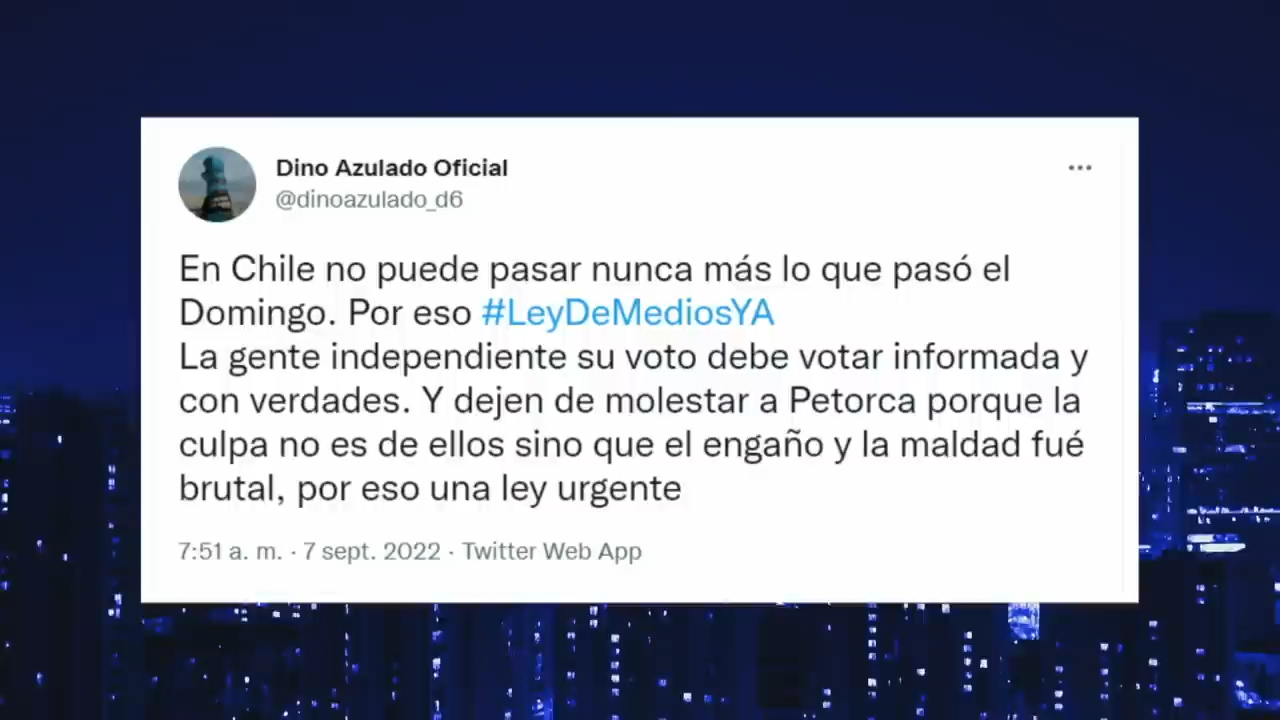 Dino Azulado Oficial
@dinoazulado_d6
En Chile no puede pasar nunca más lo que pasó el
Domingo. Por eso #LeyDeMediosYA
La gente independiente su voto debe votar informada y
con verdades. Y dejen de molestar a Petorca porque la
culpa no es de ellos sino que el engaño y la maldad fué
brutal, por eso una ley urgente
7:51 a. m. · 7 sept. 2022 · Twitter Web App